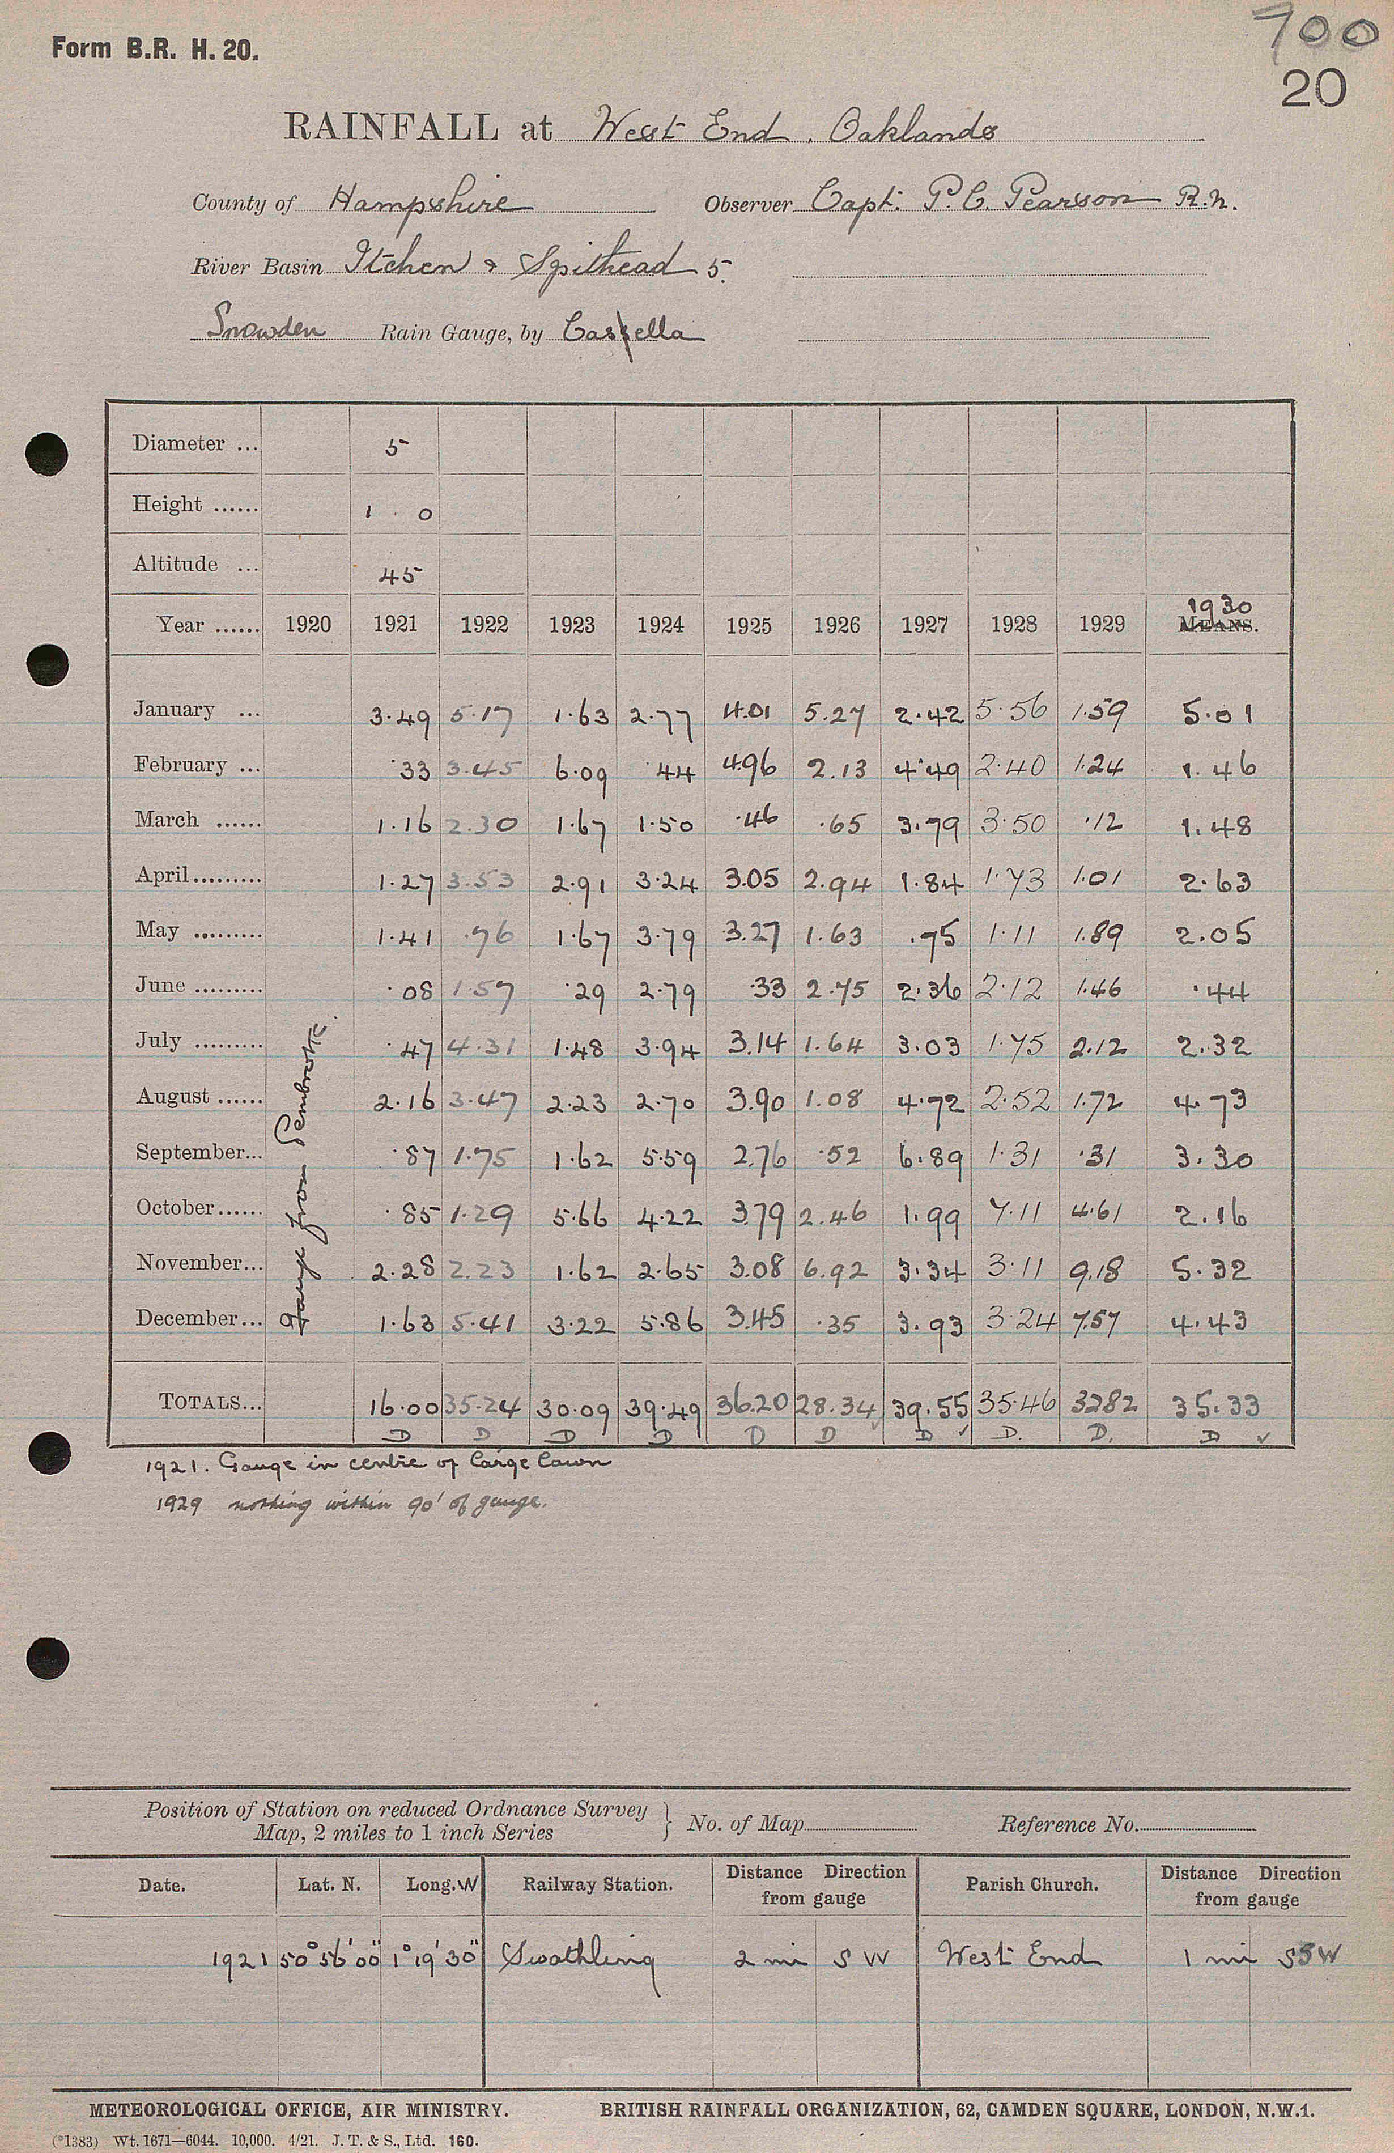 Form B.R. H. 20.
700
20
RAINFALL at West End. Oaklands
County of Hampshire Observer Capt. P.C. Pearson R.N.
River Basin Itchen & Spithead 5.
Snowden Rain Gauge, by Cassella
Diameter ... 5
Height ...... 1 . 0
Altitude ... 45
Year ...... 1920 1921 1922 1923 1924 1925 1926 1927 1928 1929 MEANS. 1930
January ... 3.49 5.17 1.63 2.77 4.01 5.27 2.42 5.56 1.59 5.01
February ... .33 3.45 6.09 .44 4.96 2.13 4.49 2.40 1.24 1.46
March ...... 1.16 2.30 1.67 1.50 .46 .65 3.79 3.50 .12 1.48
April......... 1.27 3.53 2.91 3.24 3.05 2.94 1.84 1.73 1.01 2.63
May ......... 1.41 .76 1.67 3.79 3.27 1.63 .75 1.11 1.89 2.05
June ......... .08 1.57 .29 2.79 .33 2.75 2.36 2.12 1.46 .44
July ......... .47 4.31 1.48 3.94 3.14 1.64 3.03 1.75 2.12 2.32
August ...... 2.16 3.47 2.23 2.70 3.90 1.08 4.72 2.52 1.72 4.73
September... .87 1.75 1.62 5.59 2.76 .52 6.89 1.31 .31 3.30
October...... .85 1.29 5.66 4.22 3.79 2.46 1.99 7.11 4.61 2.16
November... 2.28 2.23 1.62 2.65 3.08 6.92 3.34 3.11 9.18 5.32
December... 1.63 5.41 3.22 5.86 3.45 .35 3.93 3.24 7.57 4.43
Gauge from Pembroke.
TOTALS... 16.00 35.24 30.09 39.49 36.20 28.34 39.55 35.46 3282 35.33
D D D D D D D ✓ D. D. D ✓
1921. Gauge in centre of large lawn
1929 nothing within 90' of gauge.
Position of Station on reduced Ordnance Survey
Map, 2 miles to 1 inch Series } No. of Map Reference No.
Date. Lat. N. Long. W Railway Station. Distance Direction from gauge Parish Church. Distance Direction from gauge
1921 50° 56' 00" 1° 19' 30" Swathling 2 mi S W West End 1 mi SSW
METEOROLOGICAL OFFICE, AIR MINISTRY. BRITISH RAINFALL ORGANIZATION, 62, CAMDEN SQUARE, LONDON, N.W.1.
(*1383) Wt. 1671—6044. 10,000. 4/21. J. T. & S., Ltd. 160.